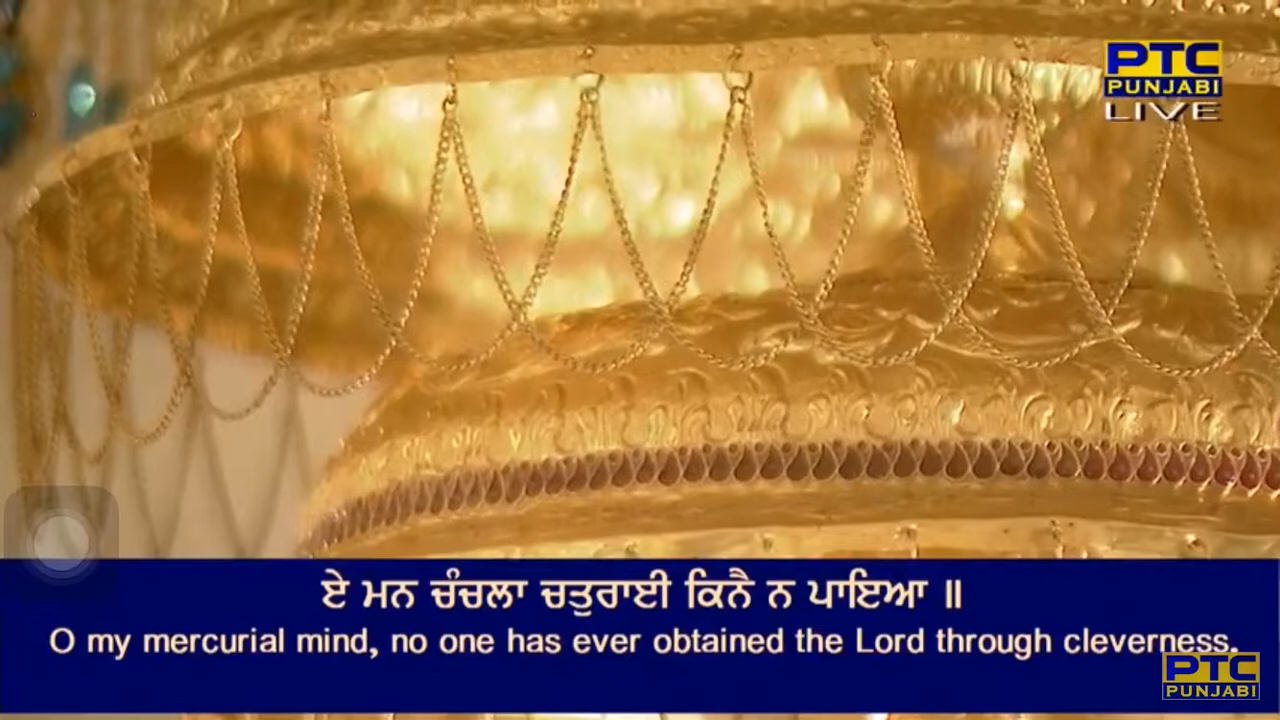 PTC
PUNJABI
LIVE
ਏ ਮਨ ਚੰਚਲਾ ਚਤੁਰਾਈ ਕਿਨੈ ਨ ਪਾਇਆ ॥
O my mercurial mind, no one has ever obtained the Lord through cleverness.
PTC
PUNJABI